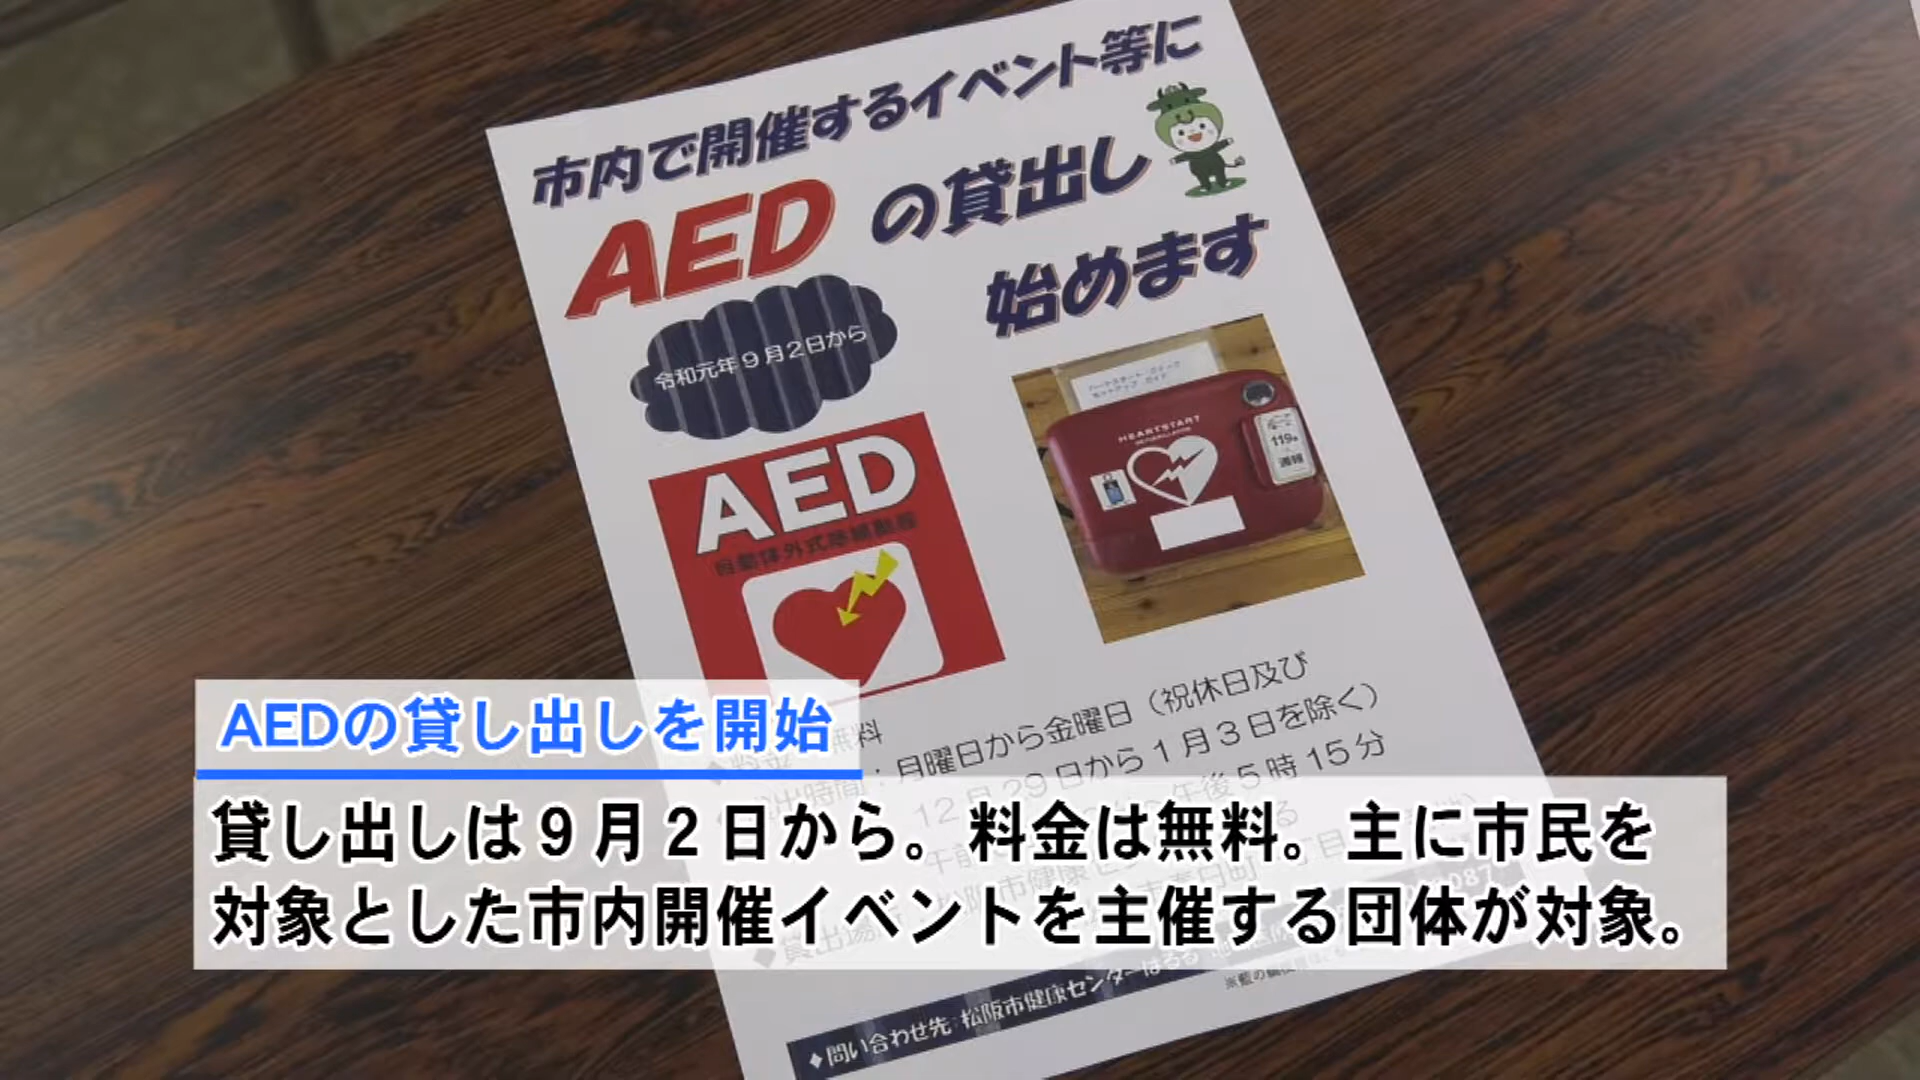 市内で開催するイベント等に
AED の貸出し
始めます
令和元年9月2日から
AED
自動体外式除細動器
HEARTSTART
119番
通報
無料
月曜日から金曜日（祝休日及び
12月29日から1月3日を除く）
午後5時15分
AEDの貸し出しを開始
貸し出しは９月２日から。料金は無料。主に市民を
対象とした市内開催イベントを主催する団体が対象。
◆問い合わせ先：松阪市健康センターはるる